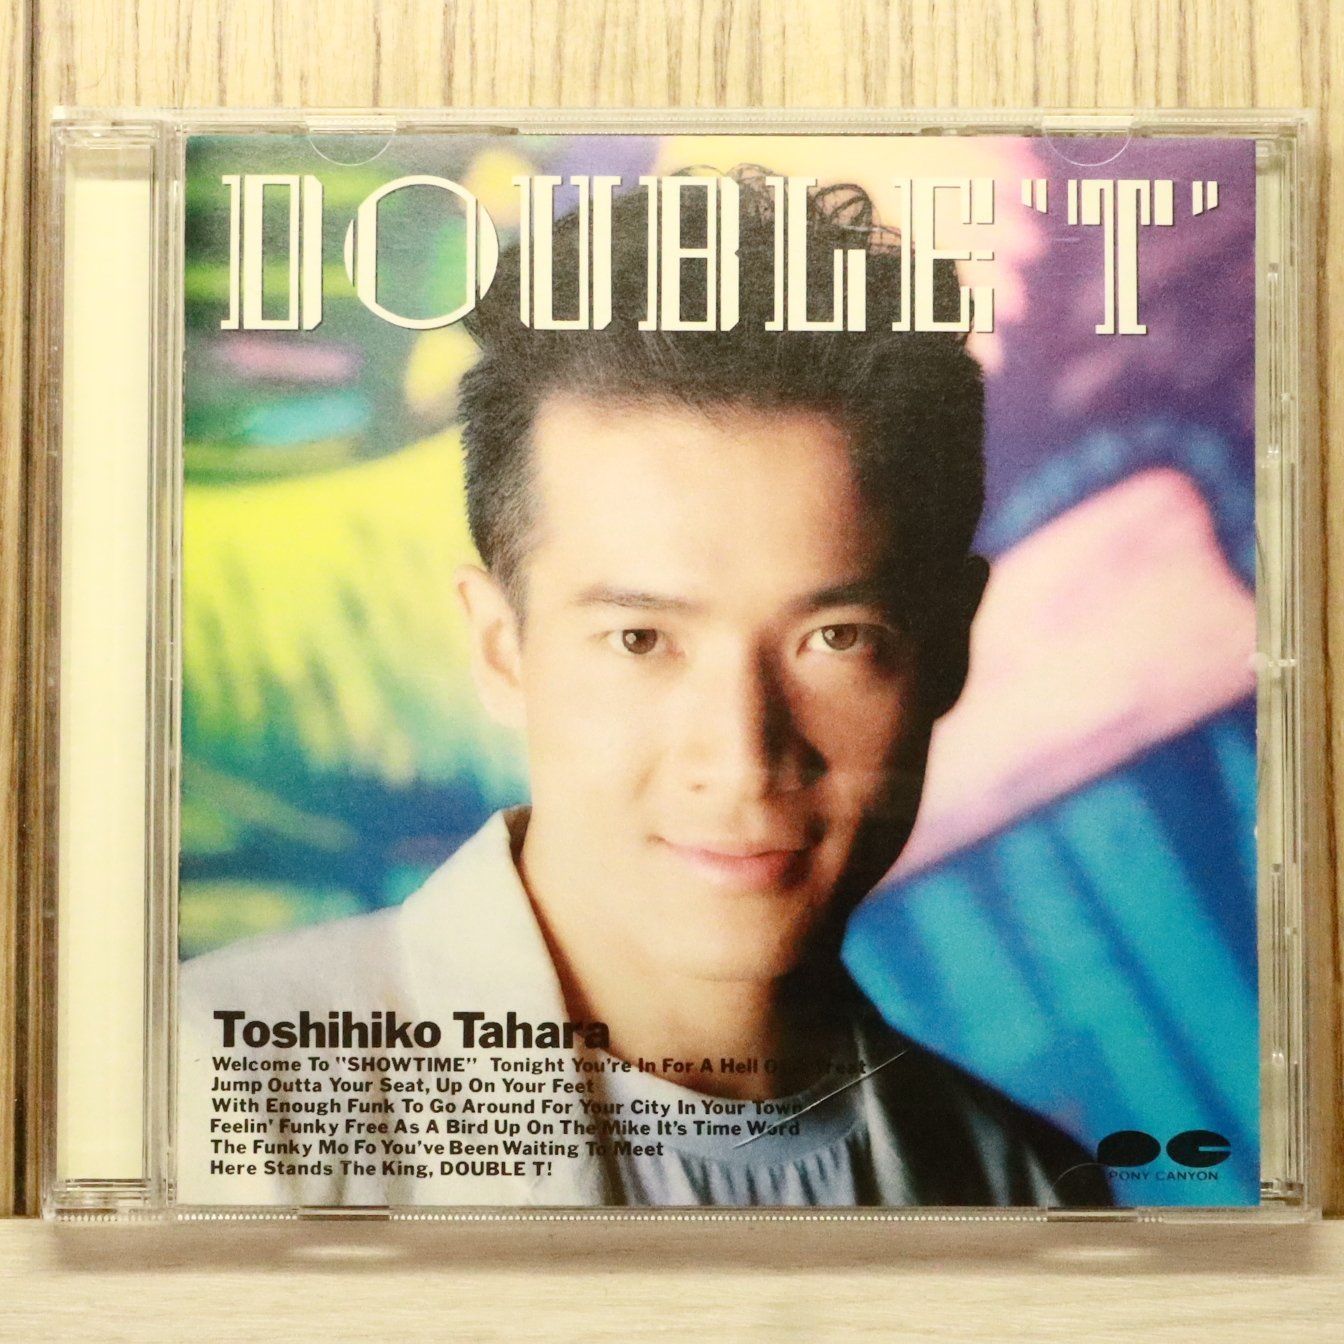 DOUBLE "T"
Toshihiko Tahara
Welcome To "SHOWTIME" Tonight You're In For A Hell Of A Treat
Jump Outta Your Seat, Up On Your Feet
With Enough Funk To Go Around For Your City In Your Town
Feelin' Funky Free As A Bird Up On The Mike It's Time Word
The Funky Mo Fo You've Been Waiting To Meet
Here Stands The King, DOUBLE T!
PC
PONY CANYON